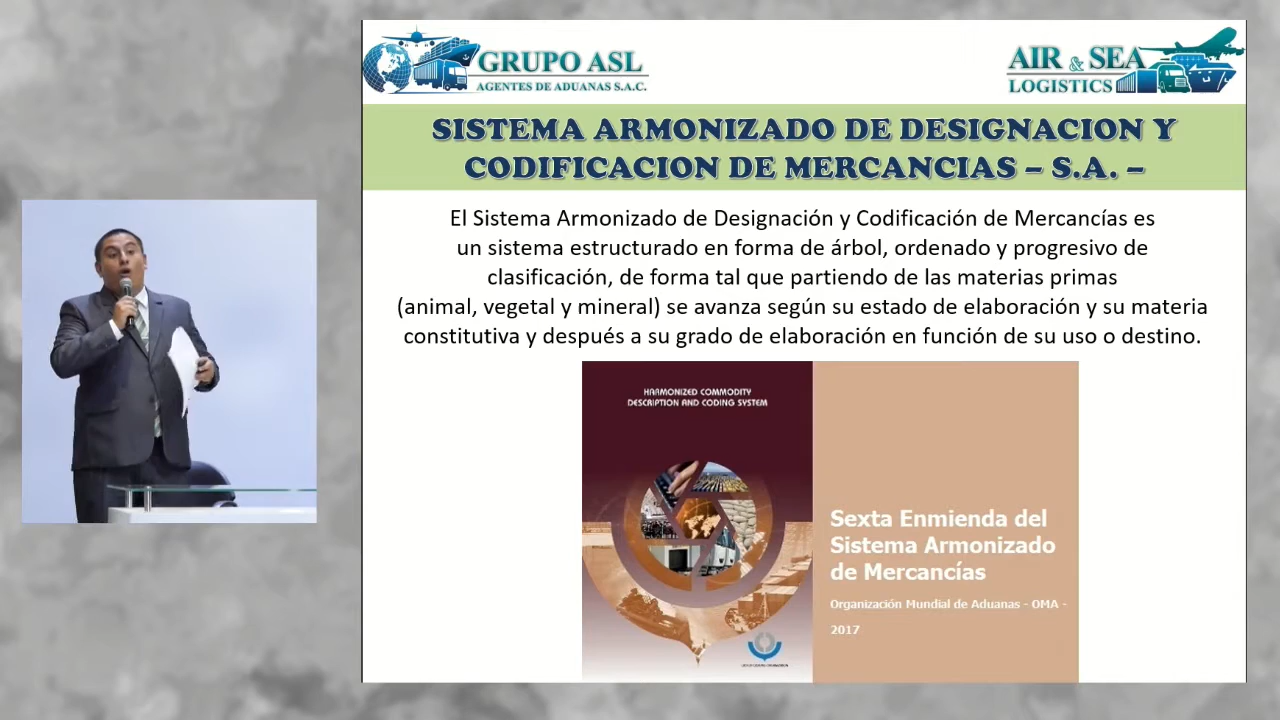 GRUPO ASL
AGENTES DE ADUANAS S.A.C.
AIR & SEA
LOGISTICS
SISTEMA ARMONIZADO DE DESIGNACION Y
CODIFICACION DE MERCANCIAS – S.A. –
El Sistema Armonizado de Designación y Codificación de Mercancías es
un sistema estructurado en forma de árbol, ordenado y progresivo de
clasificación, de forma tal que partiendo de las materias primas
(animal, vegetal y mineral) se avanza según su estado de elaboración y su materia
constitutiva y después a su grado de elaboración en función de su uso o destino.
HARMONIZED COMMODITY
DESCRIPTION AND CODING SYSTEM
Sexta Enmienda del
Sistema Armonizado
de Mercancías
Organización Mundial de Aduanas - OMA -
2017